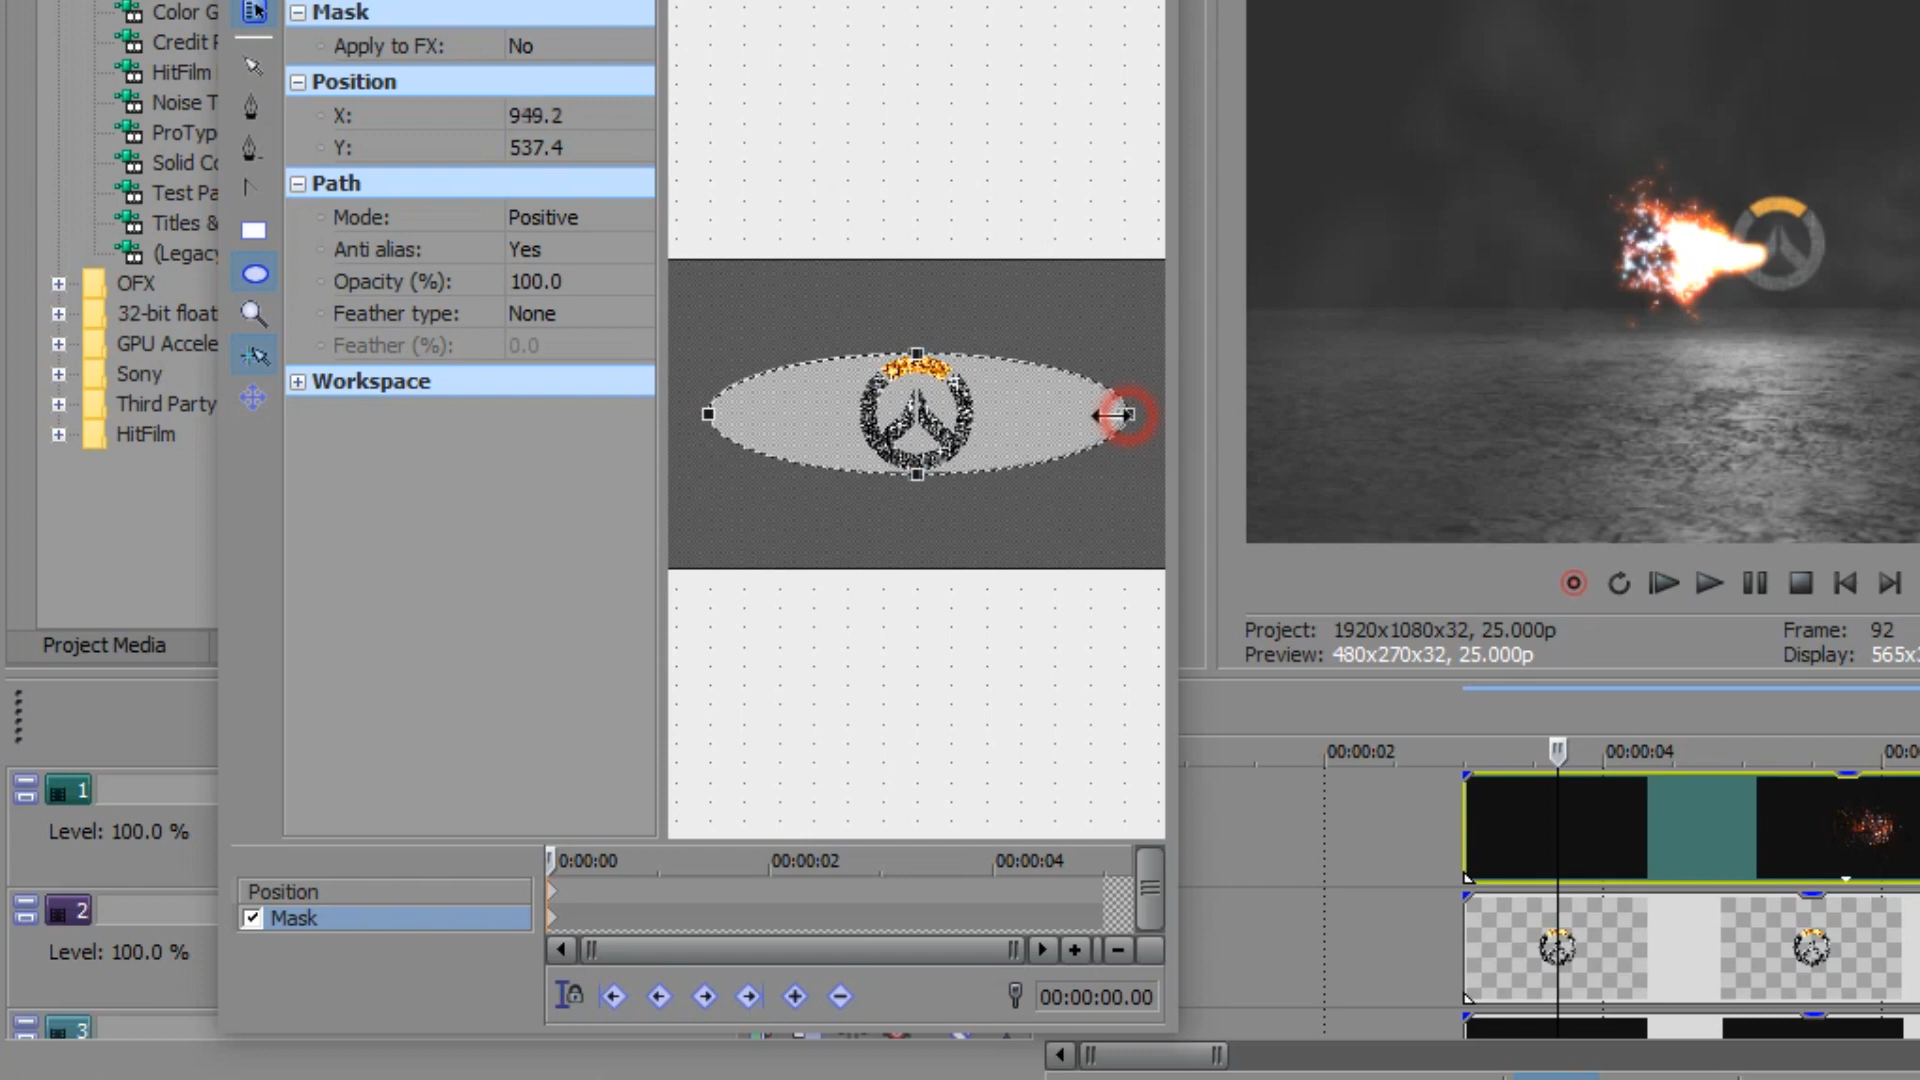 Color G
Credit F
HitFilm
Noise T
ProTyp
Solid Co
Test Pa
Titles &
(Legacy
OFX
32-bit float
GPU Accele
Sony
Third Party
HitFilm
Project Media
Mask
Apply to FX: No
Position
X: 949.2
Y: 537.4
Path
Mode: Positive
Anti alias: Yes
Opacity (%): 100.0
Feather type: None
Feather (%): 0.0
Workspace
Project: 1920x1080x32, 25.000p
Frame: 92
Preview: 480x270x32, 25.000p
Display: 565x3
00:00:02 00:00:04 00:0
1
Level: 100.0 %
2
Level: 100.0 %
3
0:00:00 00:00:02 00:00:04
Position
Mask
00:00:00.00